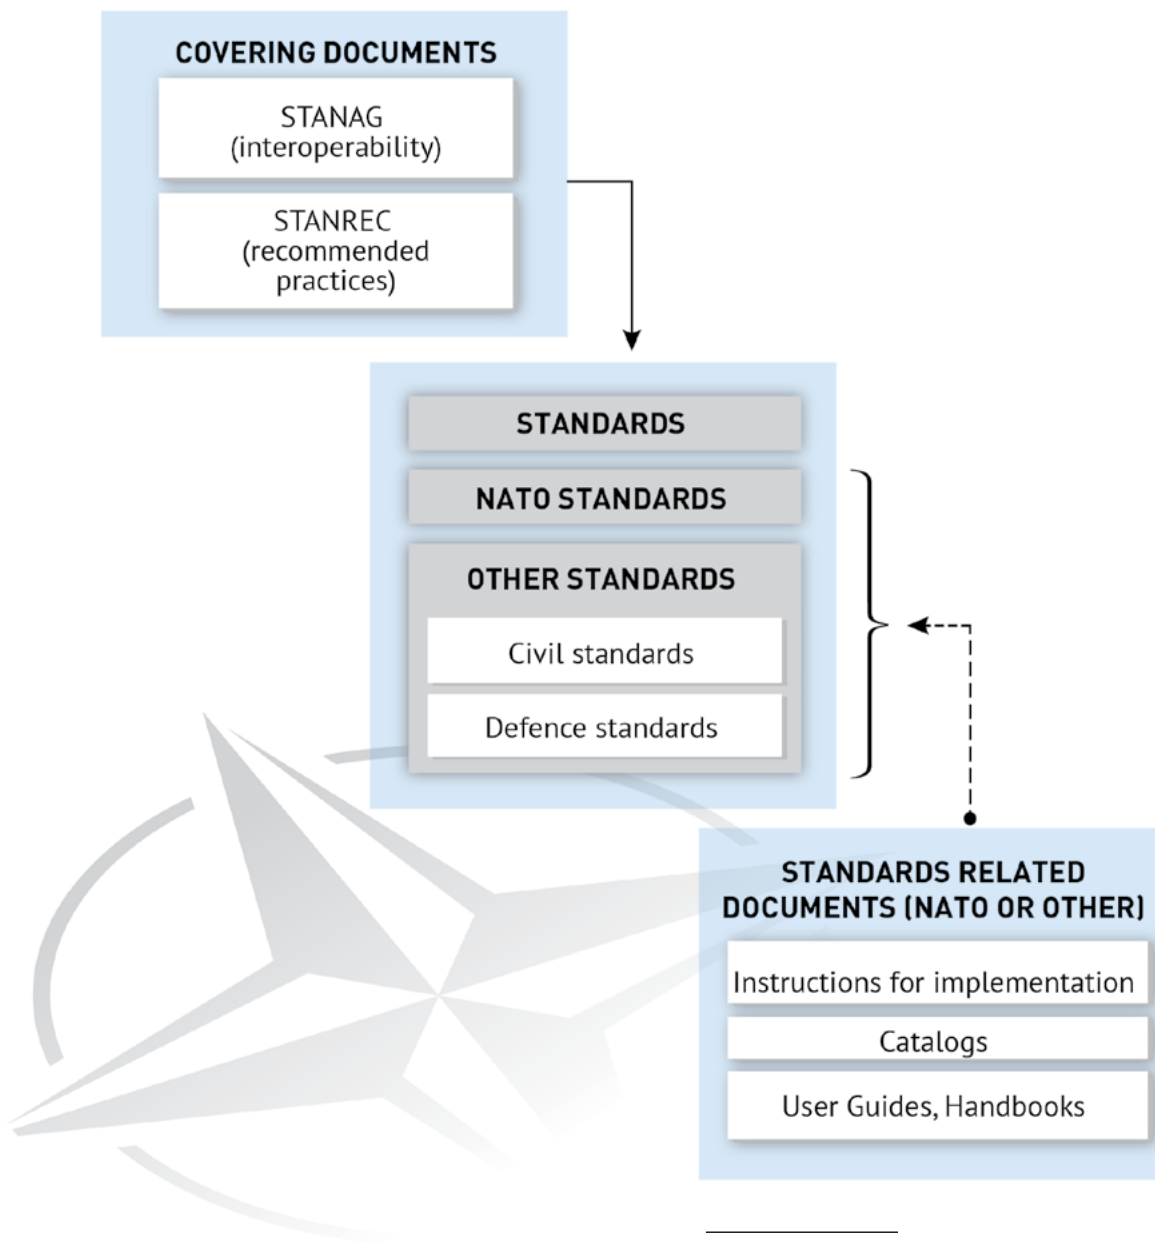 COVERING DOCUMENTS
STANAG
(interoperability)
STANREC
(recommended
practices)
STANDARDS
NATO STANDARDS
OTHER STANDARDS
Civil standards
Defence standards
STANDARDS RELATED
DOCUMENTS (NATO OR OTHER)
Instructions for implementation
Catalogs
User Guides, Handbooks